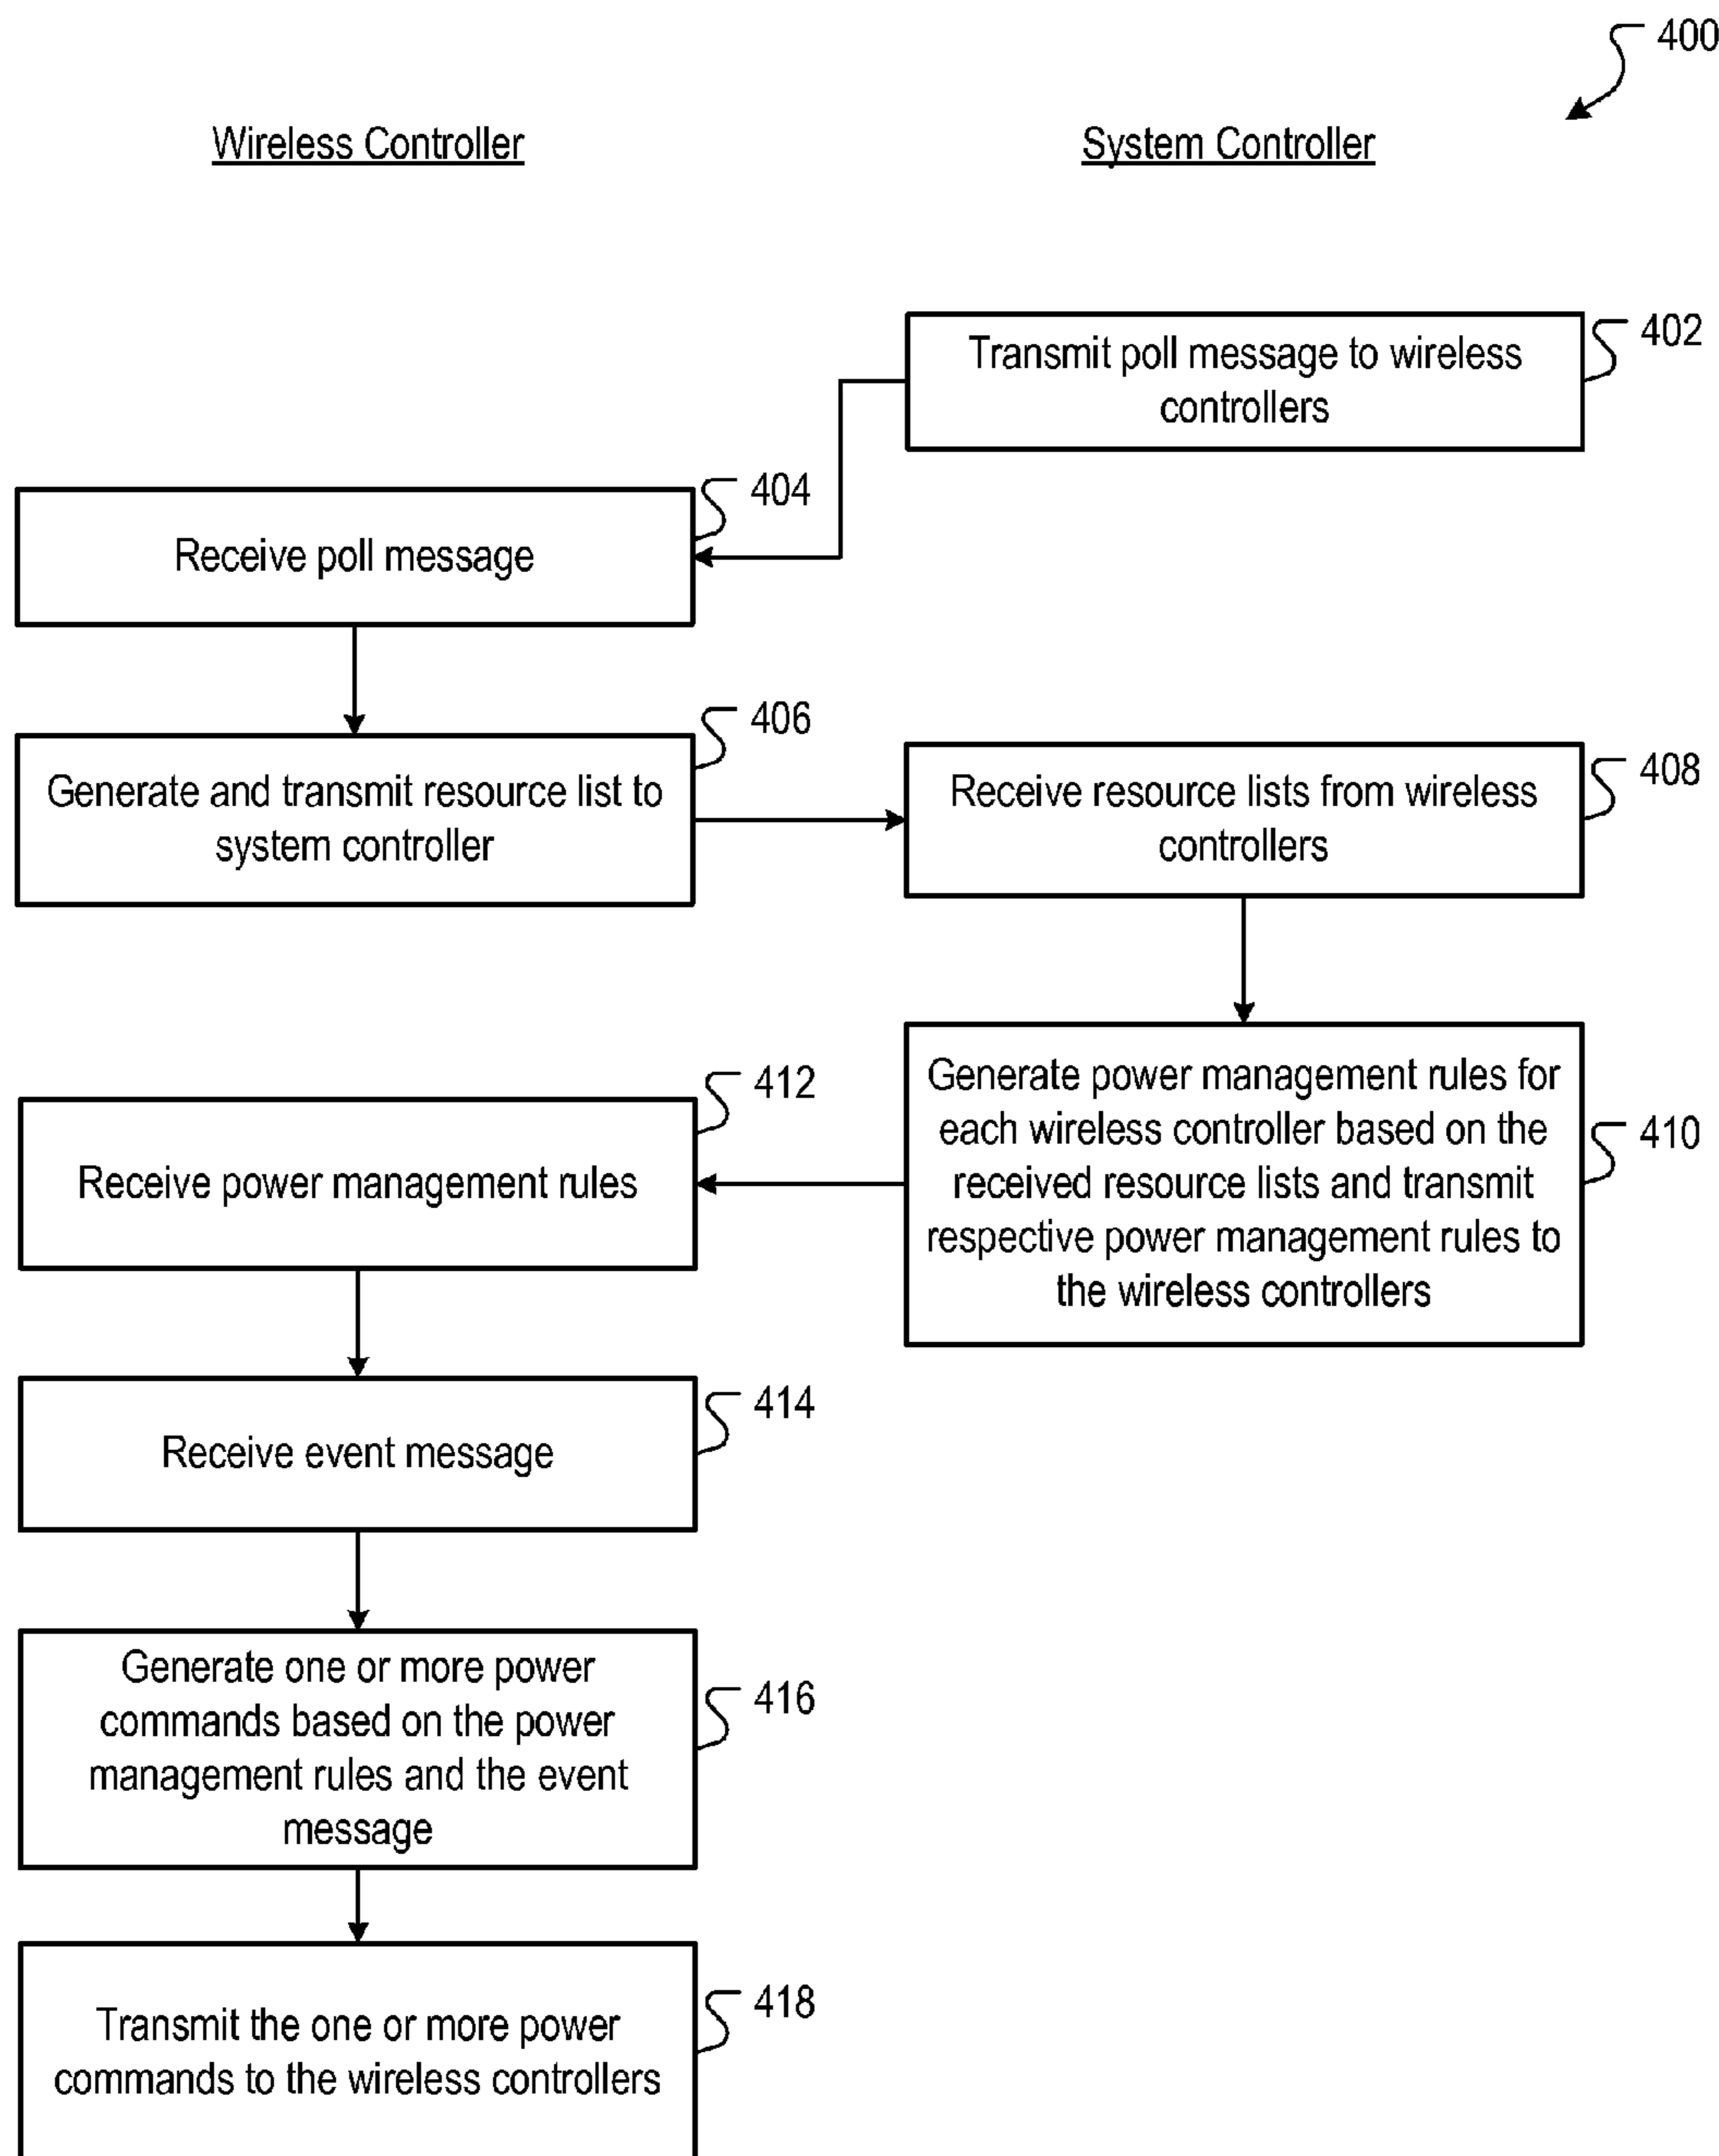 400
Wireless Controller
System Controller
402
Transmit poll message to wireless
controllers
404
Receive poll message
406
Generate and transmit resource list to
system controller
408
Receive resource lists from wireless
controllers
410
Generate power management rules for
each wireless controller based on the
received resource lists and transmit
respective power management rules to
the wireless controllers
412
Receive power management rules
414
Receive event message
416
Generate one or more power
commands based on the power
management rules and the event
message
418
Transmit the one or more power
commands to the wireless controllers